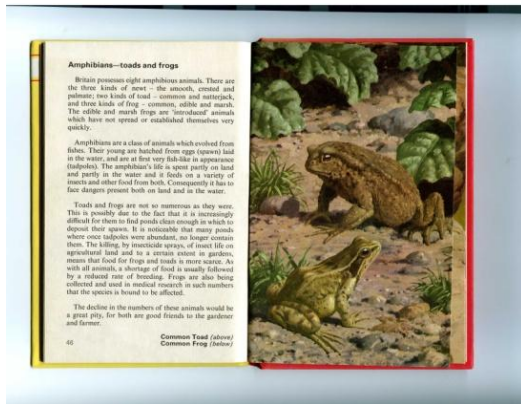 Amphibians—toads and frogs
Britain possesses eight amphibious animals. There are
the three kinds of newt – the smooth, crested and
palmate; two kinds of toad – common and natterjack,
and three kinds of frog – common, edible and marsh.
The edible and marsh frogs are 'introduced' animals
which have not spread or established themselves very
quickly.
Amphibians are a class of animals which evolved from
fishes. Their young are hatched from eggs (spawn) laid
in the water, and are at first very fish-like in appearance
(tadpoles). The amphibian's life is spent partly on land
and partly in the water and it feeds on a variety of
insects and other food from both. Consequently it has to
face dangers present both on land and in the water.
Toads and frogs are not so numerous as they were.
This is possibly due to the fact that it is increasingly
difficult for them to find ponds clean enough in which to
deposit their spawn. It is noticeable that many ponds
where once tadpoles were abundant, no longer contain
them. The killing, by insecticide sprays, of insect life on
agricultural land and to a certain extent in gardens,
means that food for frogs and toads is more scarce. As
with all animals, a shortage of food is usually followed
by a reduced rate of breeding. Frogs are also being
collected and used in medical research in such numbers
that the species is bound to be affected.
The decline in the numbers of these animals would be
a great pity, for both are good friends to the gardener
and farmer.
Common Toad (above)
46 Common Frog (below)